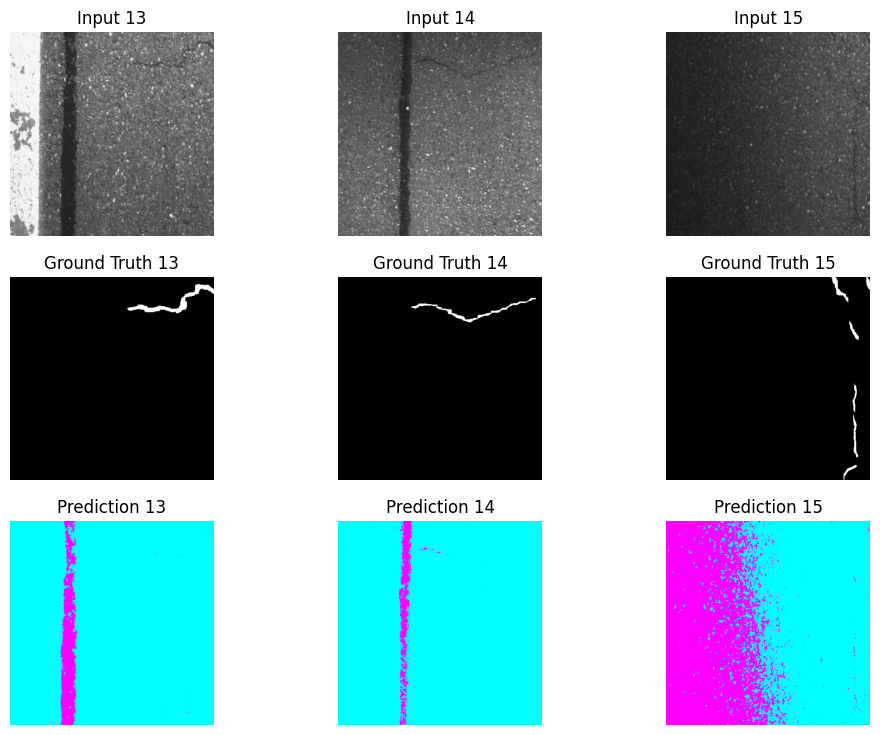 Input 13
Input 14
Input 15
Ground Truth 13
Ground Truth 14
Ground Truth 15
Prediction 13
Prediction 14
Prediction 15